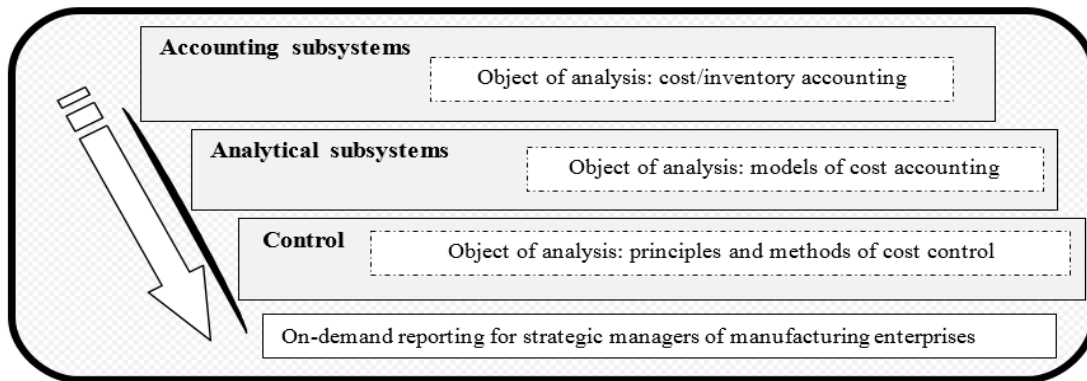 Accounting subsystems
Object of analysis: cost/inventory accounting
Analytical subsystems
Object of analysis: models of cost accounting
Control
Object of analysis: principles and methods of cost control
On-demand reporting for strategic managers of manufacturing enterprises